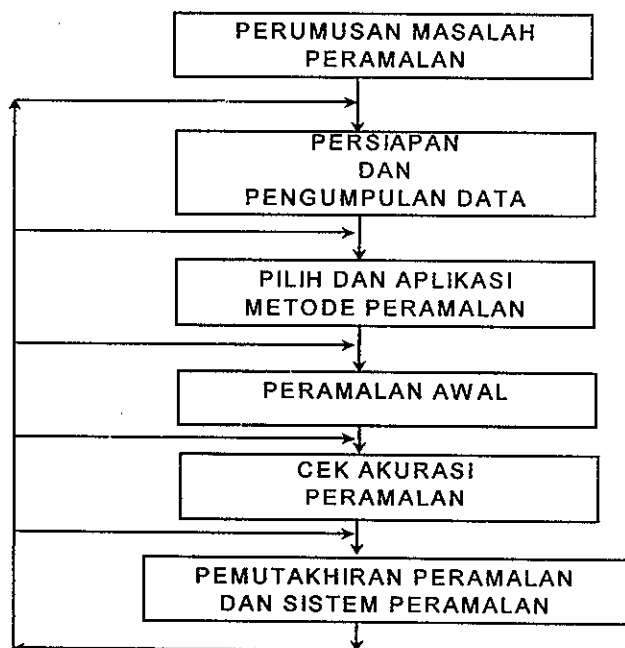 PERUMUSAN MASALAH
PERAMALAN
PERSIAPAN
DAN
PENGUMPULAN DATA
PILIH DAN APLIKASI
METODE PERAMALAN
PERAMALAN AWAL
CEK AKURASI
PERAMALAN
PEMUTAKHIRAN PERAMALAN
DAN SISTEM PERAMALAN